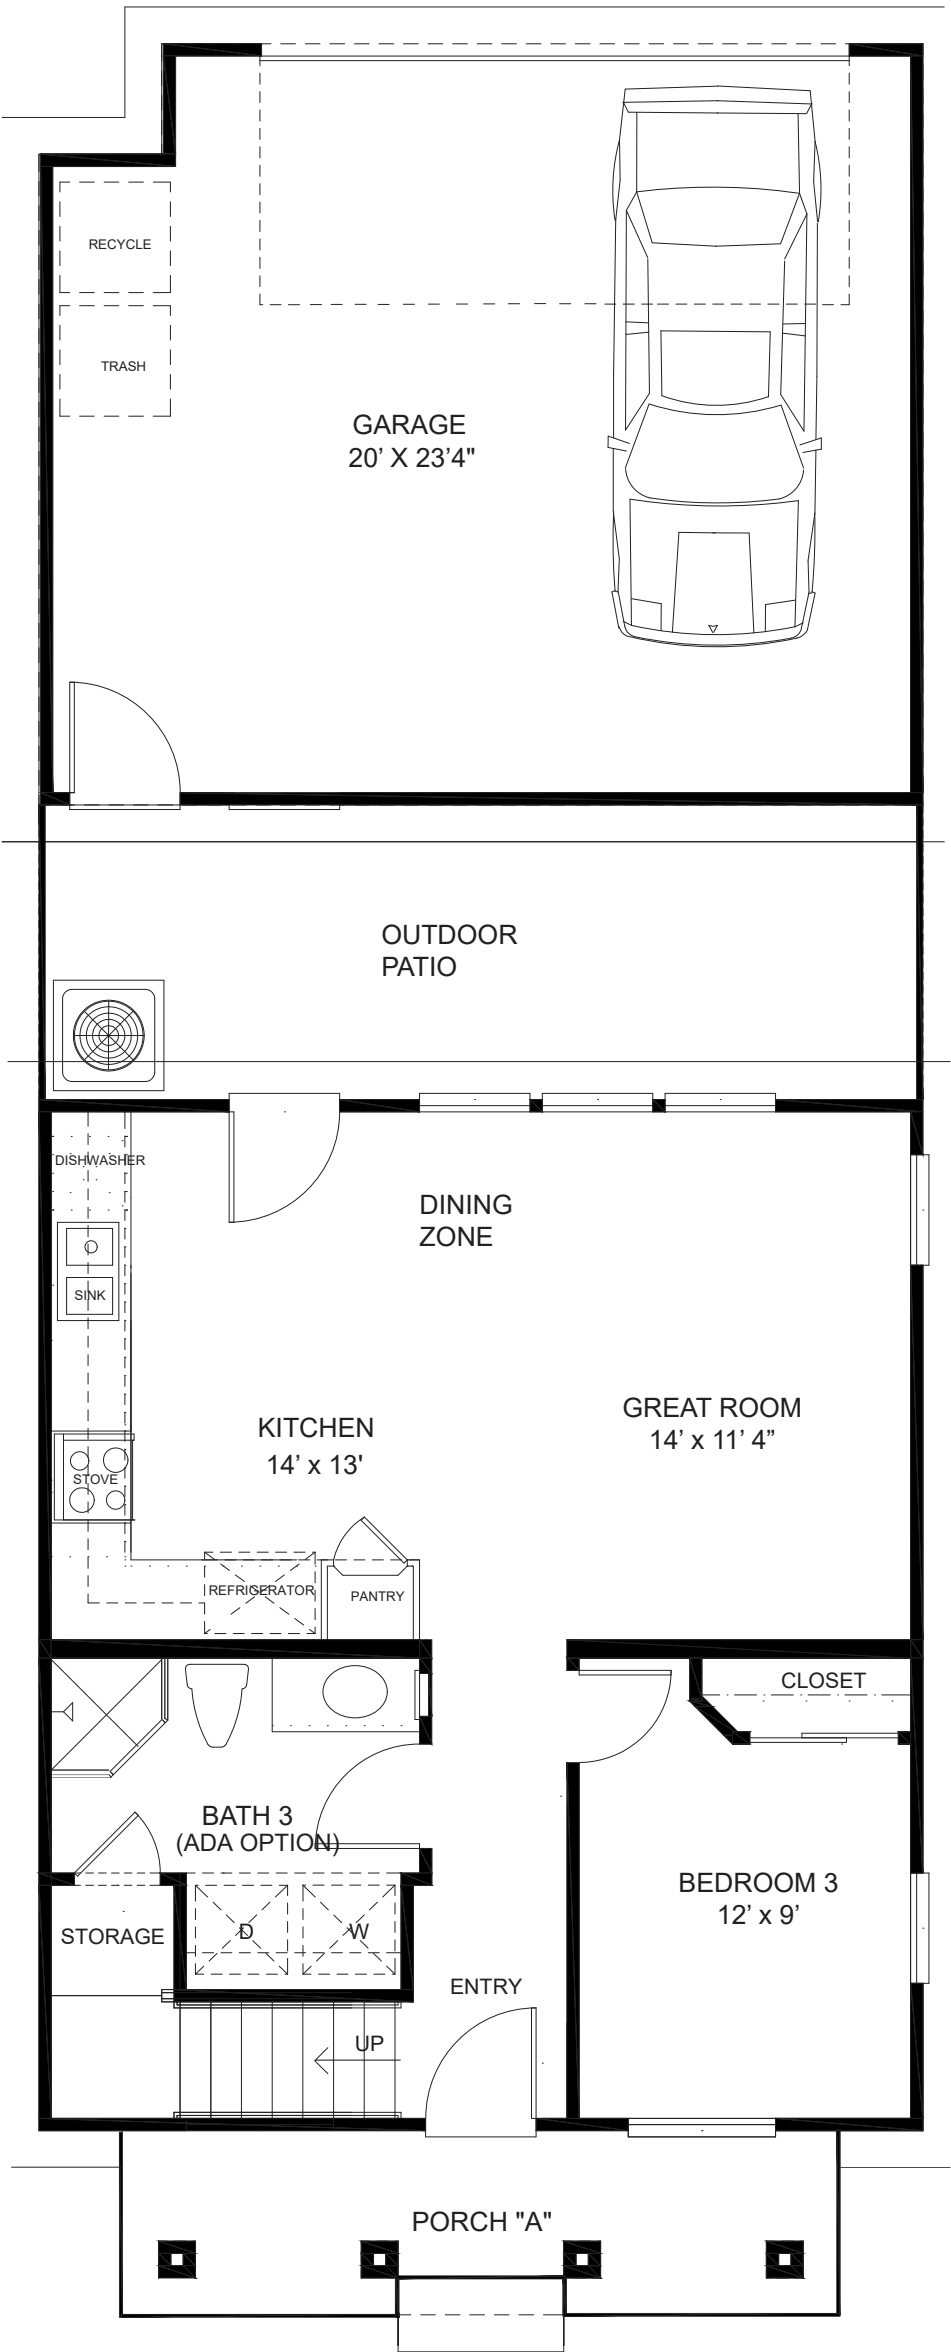 RECYCLE
TRASH
GARAGE
20’ X 23’4"
OUTDOOR
PATIO
DISHWASHER
DINING
ZONE
SINK
KITCHEN
14’ x 13'
GREAT ROOM
14’ x 11’ 4”
STOVE
REFRIGERATOR
PANTRY
CLOSET
BATH 3
(ADA OPTION)
BEDROOM 3
12’ x 9’
STORAGE
D
W
ENTRY
UP
PORCH "A"